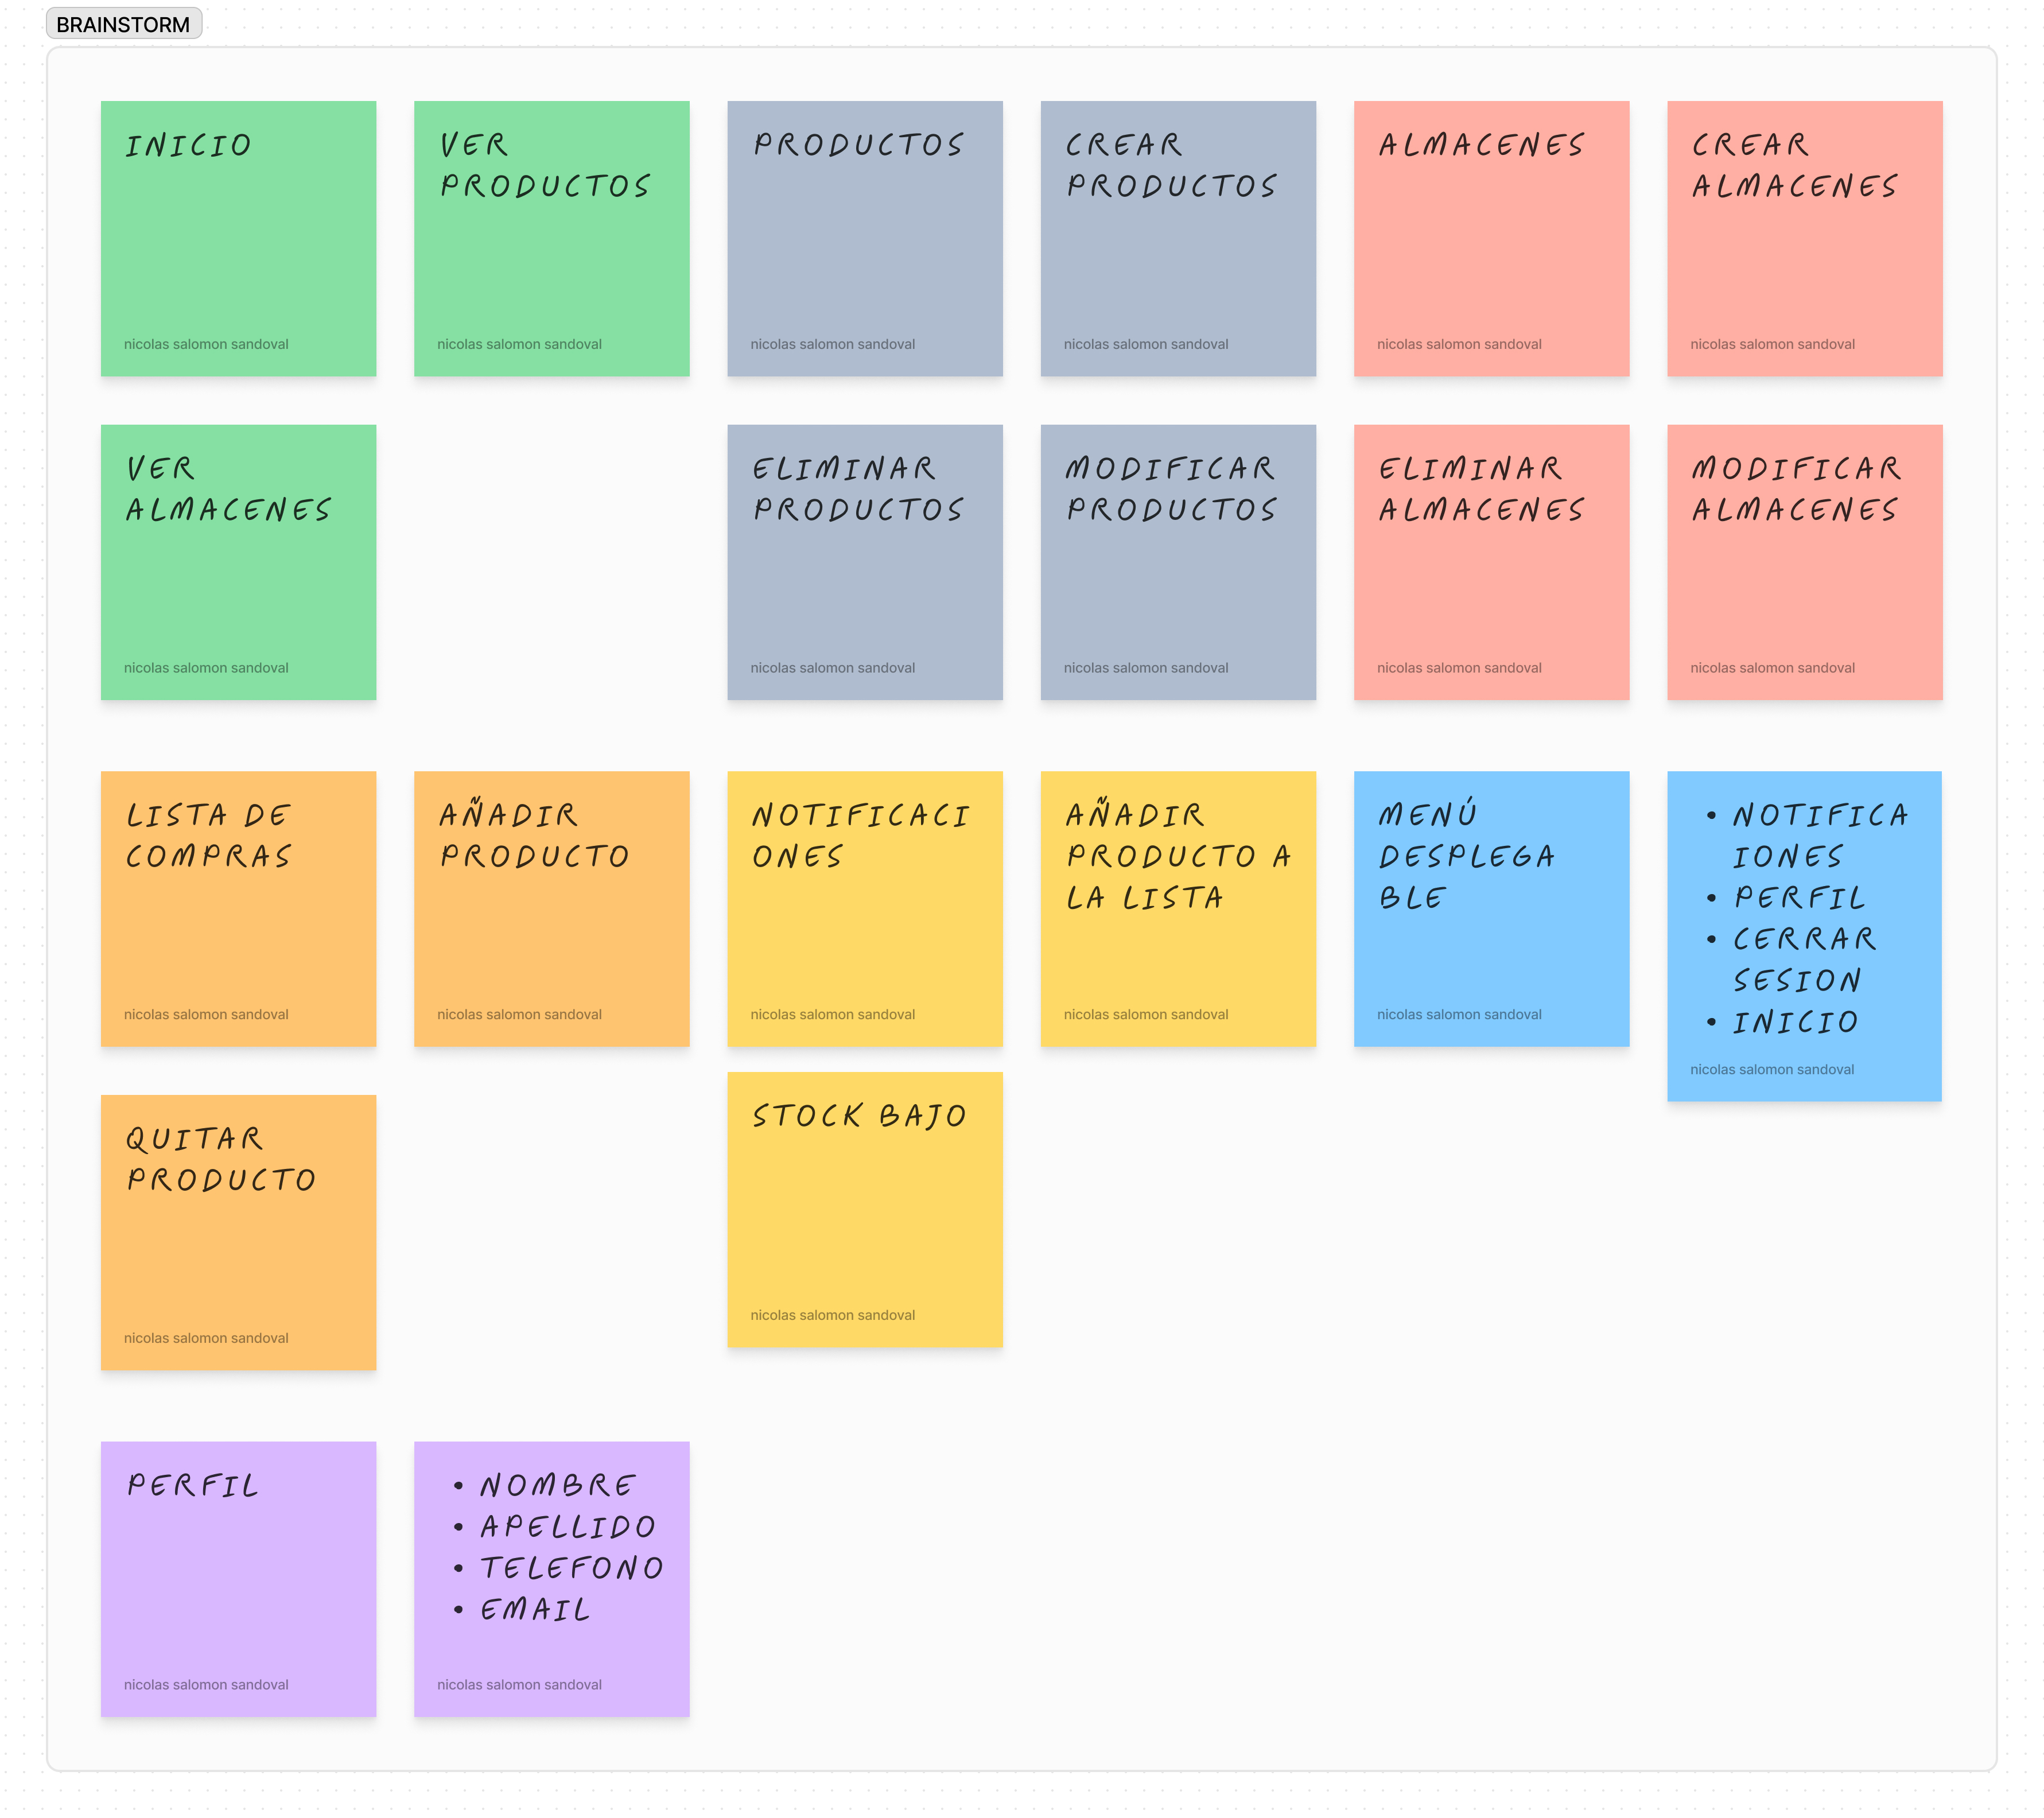 BRAINSTORM
INICIO
nicolas salomon sandoval
VER
PRODUCTOS
nicolas salomon sandoval
PRODUCTOS
nicolas salomon sandoval
CREAR
PRODUCTOS
nicolas salomon sandoval
ALMACENES
nicolas salomon sandoval
CREAR
ALMACENES
nicolas salomon sandoval
VER
ALMACENES
nicolas salomon sandoval
ELIMINAR
PRODUCTOS
nicolas salomon sandoval
MODIFICAR
PRODUCTOS
nicolas salomon sandoval
ELIMINAR
ALMACENES
nicolas salomon sandoval
MODIFICAR
ALMACENES
nicolas salomon sandoval
LISTA DE
COMPRAS
nicolas salomon sandoval
AÑADIR
PRODUCTO
nicolas salomon sandoval
NOTIFICACI
ONES
nicolas salomon sandoval
AÑADIR
PRODUCTO A
LA LISTA
nicolas salomon sandoval
MENÚ
DESPLEGA
BLE
nicolas salomon sandoval
• NOTIFICA
IONES
• PERFIL
• CERRAR
SESION
• INICIO
nicolas salomon sandoval
QUITAR
PRODUCTO
nicolas salomon sandoval
STOCK BAJO
nicolas salomon sandoval
PERFIL
nicolas salomon sandoval
• NOMBRE
• APELLIDO
• TELEFONO
• EMAIL
nicolas salomon sandoval